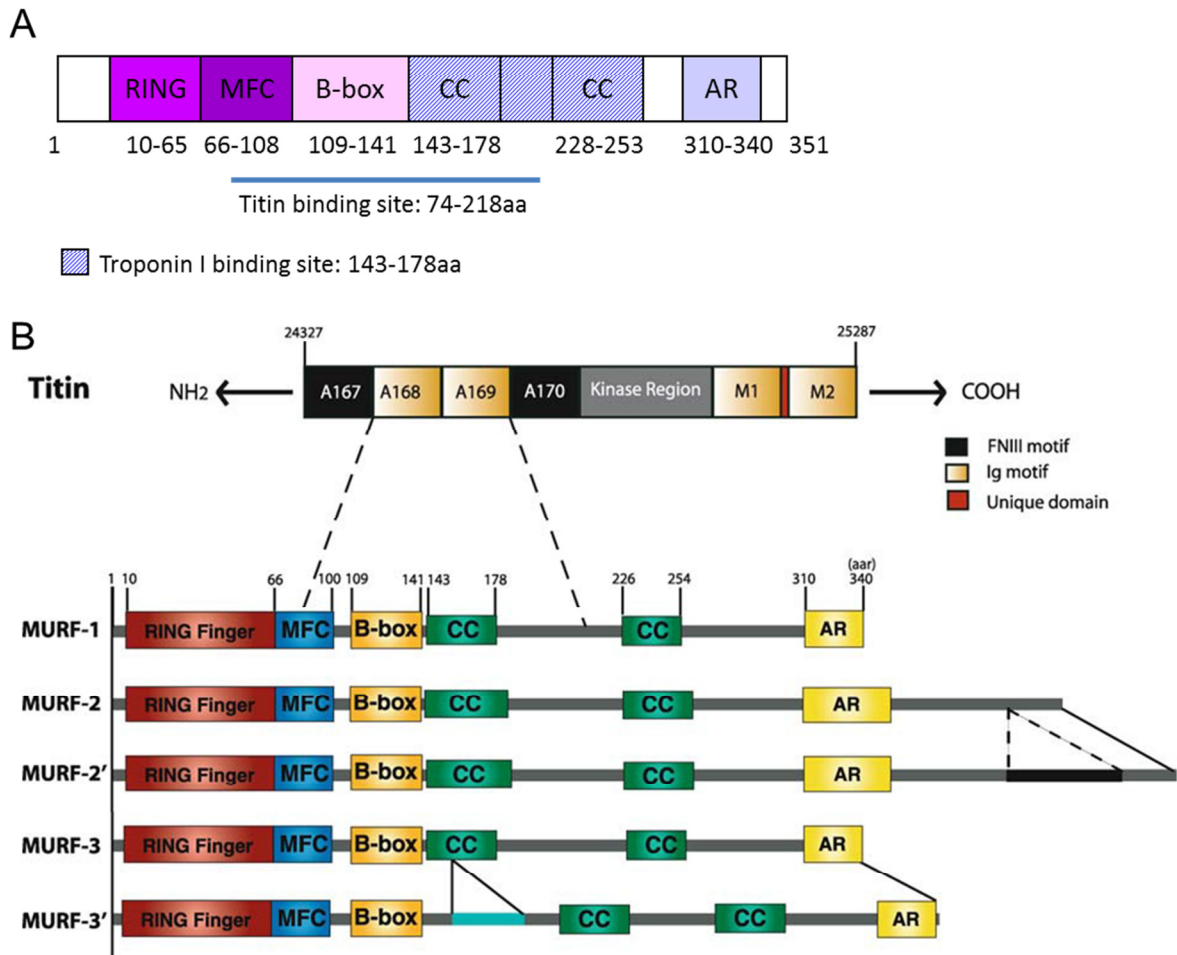 A
RING MFC B-box CC CC AR
1 10-65 66-108 109-141 143-178 228-253 310-340 351
Titin binding site: 74-218aa
Troponin I binding site: 143-178aa
B
24327 25287
Titin NH2 A167 A168 A169 A170 Kinase Region M1 M2 COOH
FNIII motif
Ig motif
Unique domain
(aar)
1 10 66 100 109 141 143 178 226 254 310 340
MURF-1 RING Finger MFC B-box CC CC AR
MURF-2 RING Finger MFC B-box CC CC AR
MURF-2' RING Finger MFC B-box CC CC AR
MURF-3 RING Finger MFC B-box CC CC AR
MURF-3' RING Finger MFC B-box CC CC AR